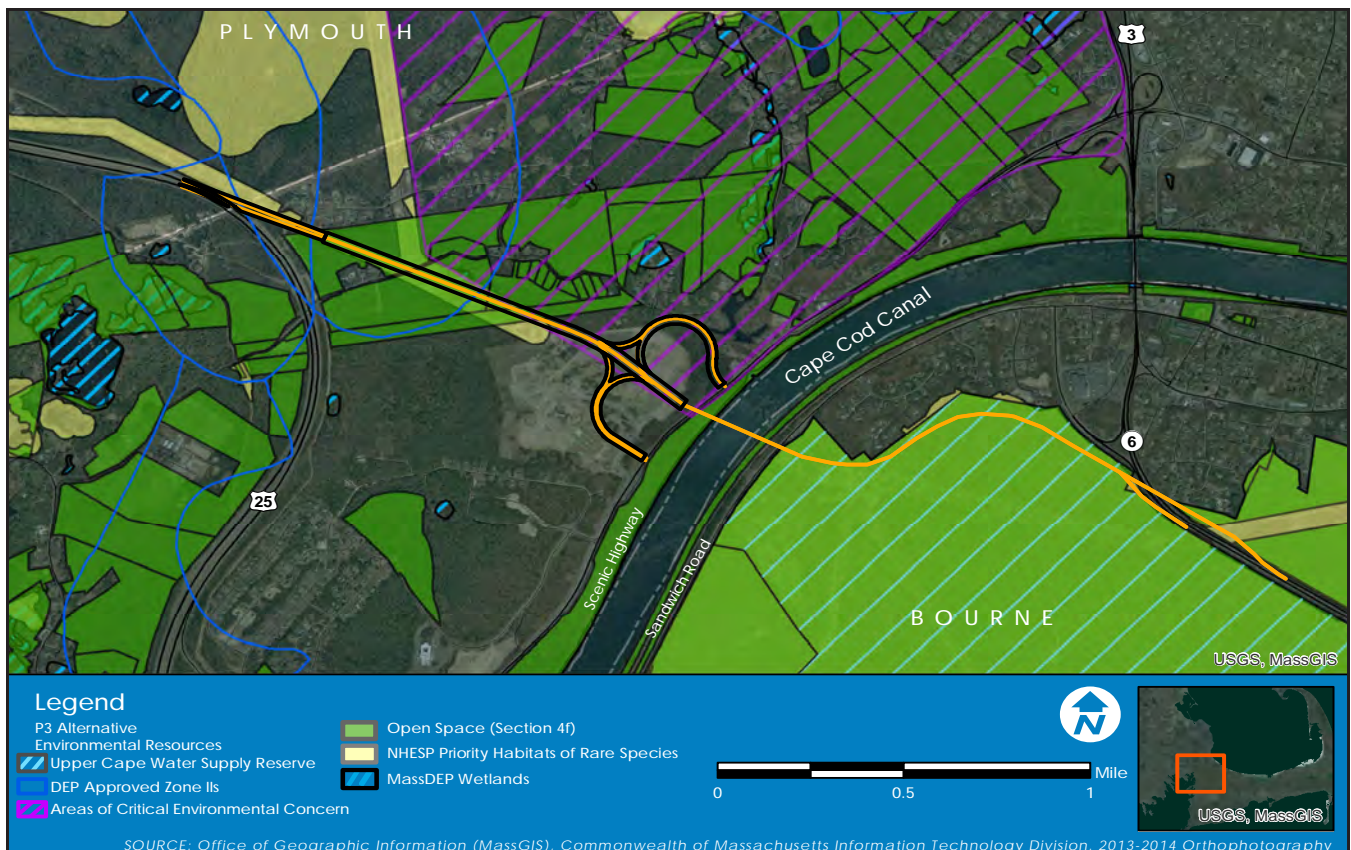 PLYMOUTH
3
Cape Cod Canal
6
25
Scenic Highway
Sandwich Road
BOURNE
USGS, MassGIS
Legend
P3 Alternative
Environmental Resources
Upper Cape Water Supply Reserve
DEP Approved Zone IIs
Areas of Critical Environmental Concern
Open Space (Section 4f)
NHESP Priority Habitats of Rare Species
MassDEP Wetlands
N
Mile
0 0.5 1
USGS, MassGIS
SOURCE: Office of Geographic Information (MassGIS), Commonwealth of Massachusetts Information Technology Division, 2013-2014 Orthophotography